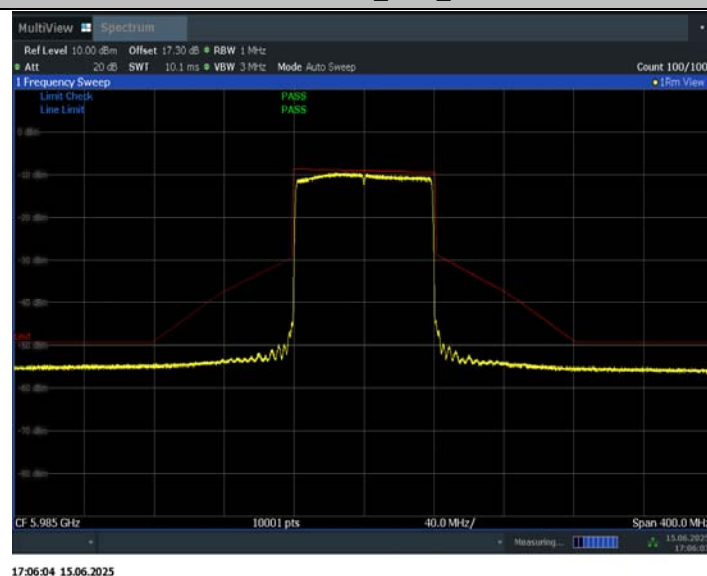 MultiView Spectrum
Ref Level 10.00 dBm Offset 17.30 dB RBW 1 MHz
Att 20 dB SWT 10.1 ms VBW 3 MHz Mode Auto Sweep Count 100/100
1 Frequency Sweep 1Rm View
Limit Check PASS
Line Limit PASS
0 dBm
-10 dBm
-20 dBm
-30 dBm
-40 dBm
-50 dBm
-60 dBm
-70 dBm
-80 dBm
CF 5.985 GHz 10001 pts 40.0 MHz/ Span 400.0 MHz
Measuring... 15.06.2025
17:06:03
17:06:04 15.06.2025